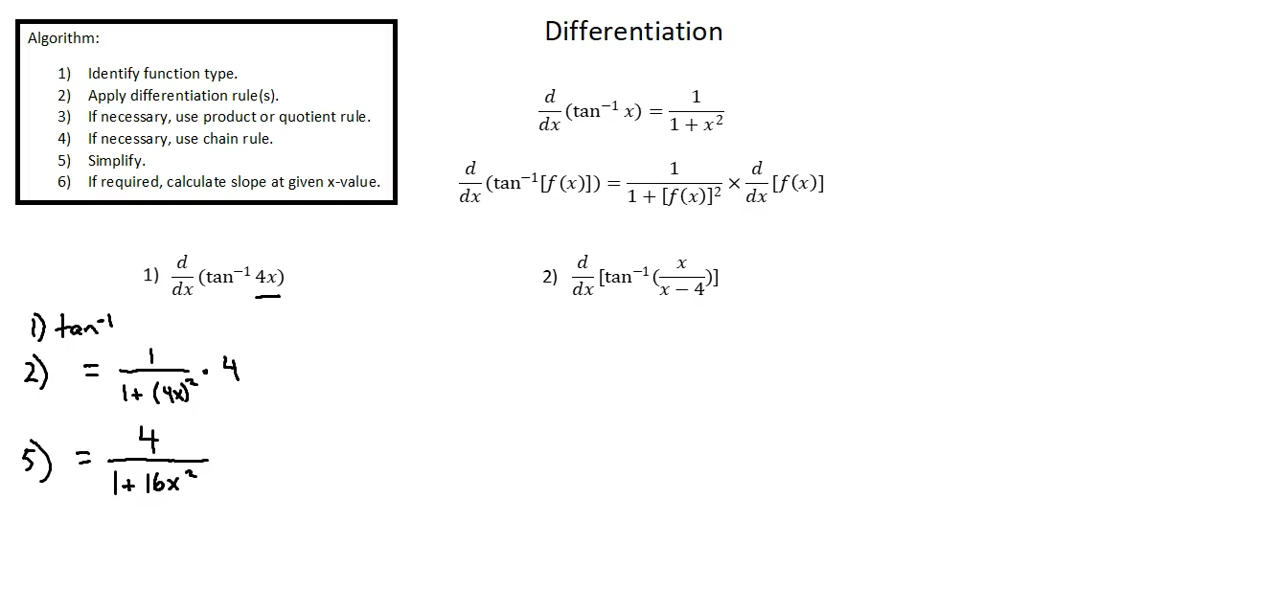 Algorithm:
1) Identify function type.
2) Apply differentiation rule(s).
3) If necessary, use product or quotient rule.
4) If necessary, use chain rule.
5) Simplify.
6) If required, calculate slope at given x-value.
Differentiation
d/dx (tan⁻¹ x) = 1/(1 + x²)
d/dx (tan⁻¹[f(x)]) = 1/(1 + [f(x)]²) × d/dx [f(x)]
1) d/dx (tan⁻¹ 4x)
2) d/dx [tan⁻¹(x/(x − 4))]
1) tan⁻¹
2) = 1/(1 + (4x)²) · 4
5) = 4/(1 + 16x²)